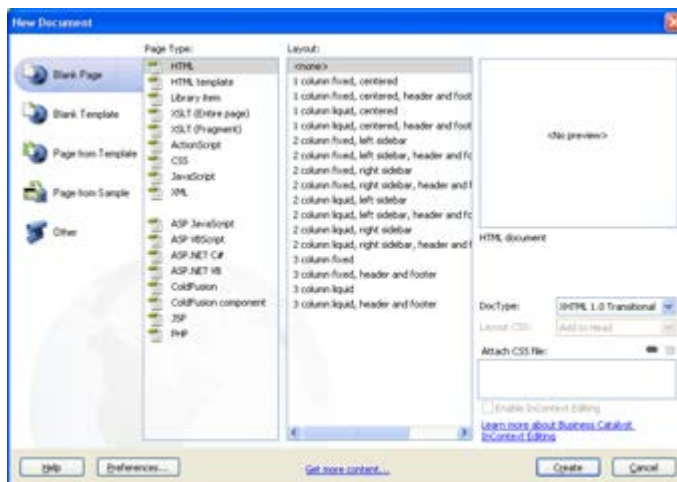 New Document
Blank Page
Blank Template
Page from Template
Page from Sample
Other
Page Type:
HTML
HTML template
Library item
XSLT (Entire page)
XSLT (Fragment)
ActionScript
CSS
JavaScript
XML
ASP JavaScript
ASP VBScript
ASP.NET C#
ASP.NET VB
ColdFusion
ColdFusion component
JSP
PHP
Layout:
<none>
1 column fixed, centered
1 column fixed, centered, header and foot
1 column liquid, centered
1 column liquid, centered, header and foot
2 column fixed, left sidebar
2 column fixed, left sidebar, header and fo
2 column fixed, right sidebar
2 column fixed, right sidebar, header and f
2 column liquid, left sidebar
2 column liquid, left sidebar, header and fo
2 column liquid, right sidebar
2 column liquid, right sidebar, header and f
3 column fixed
3 column fixed, header and footer
3 column liquid
3 column liquid, header and footer
<No preview>
HTML document
DocType: XHTML 1.0 Transitional
Layout CSS: Add to Head
Attach CSS file:
Enable InContext Editing
Learn more about Business Catalyst
InContext Editing
Help
Preferences...
Get more content...
Create
Cancel